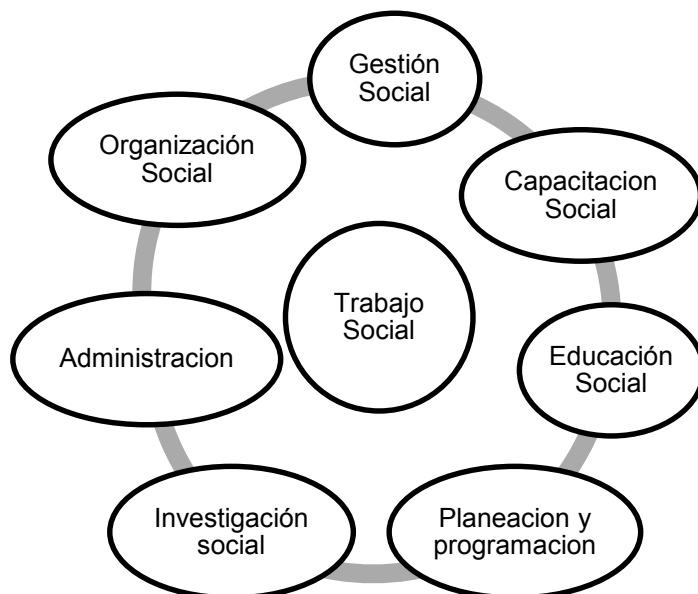 Gestión
Social
Organización
Social
Capacitacion
Social
Trabajo
Social
Administracion
Educación
Social
Investigación
social
Planeacion y
programacion